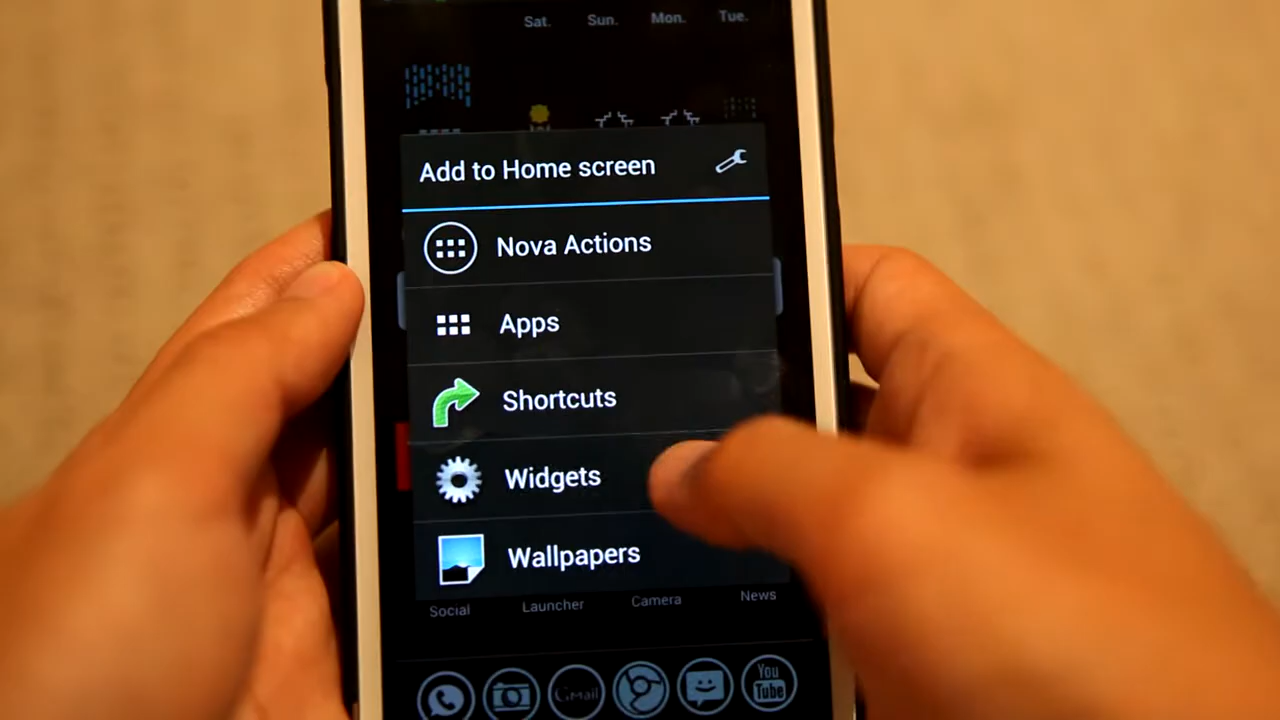 Sat. Sun. Mon. Tue.
Add to Home screen
Nova Actions
Apps
Shortcuts
Widgets
Wallpapers
Social Launcher Camera News
Gmail
You
Tube